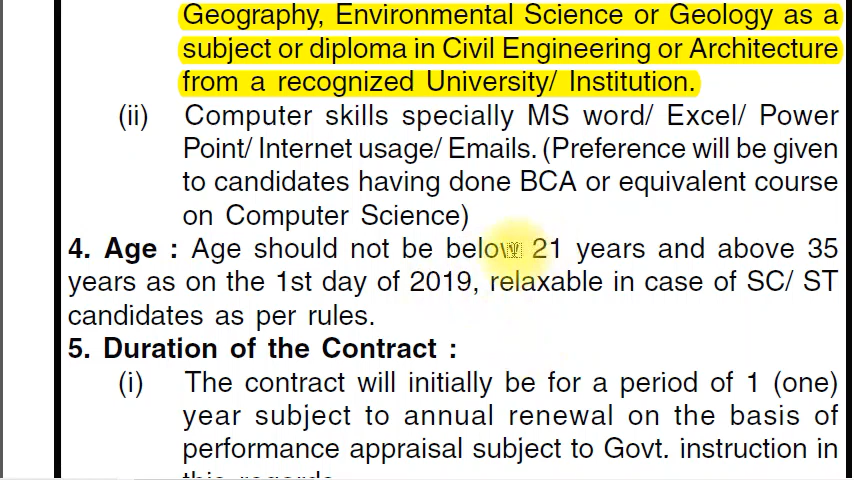 Geography, Environmental Science or Geology as a
subject or diploma in Civil Engineering or Architecture
from a recognized University/ Institution.
(ii) Computer skills specially MS word/ Excel/ Power
Point/ Internet usage/ Emails. (Preference will be given
to candidates having done BCA or equivalent course
on Computer Science)
4. Age : Age should not be below 21 years and above 35
years as on the 1st day of 2019, relaxable in case of SC/ ST
candidates as per rules.
5. Duration of the Contract :
(i) The contract will initially be for a period of 1 (one)
year subject to annual renewal on the basis of
performance appraisal subject to Govt. instruction in
this regards